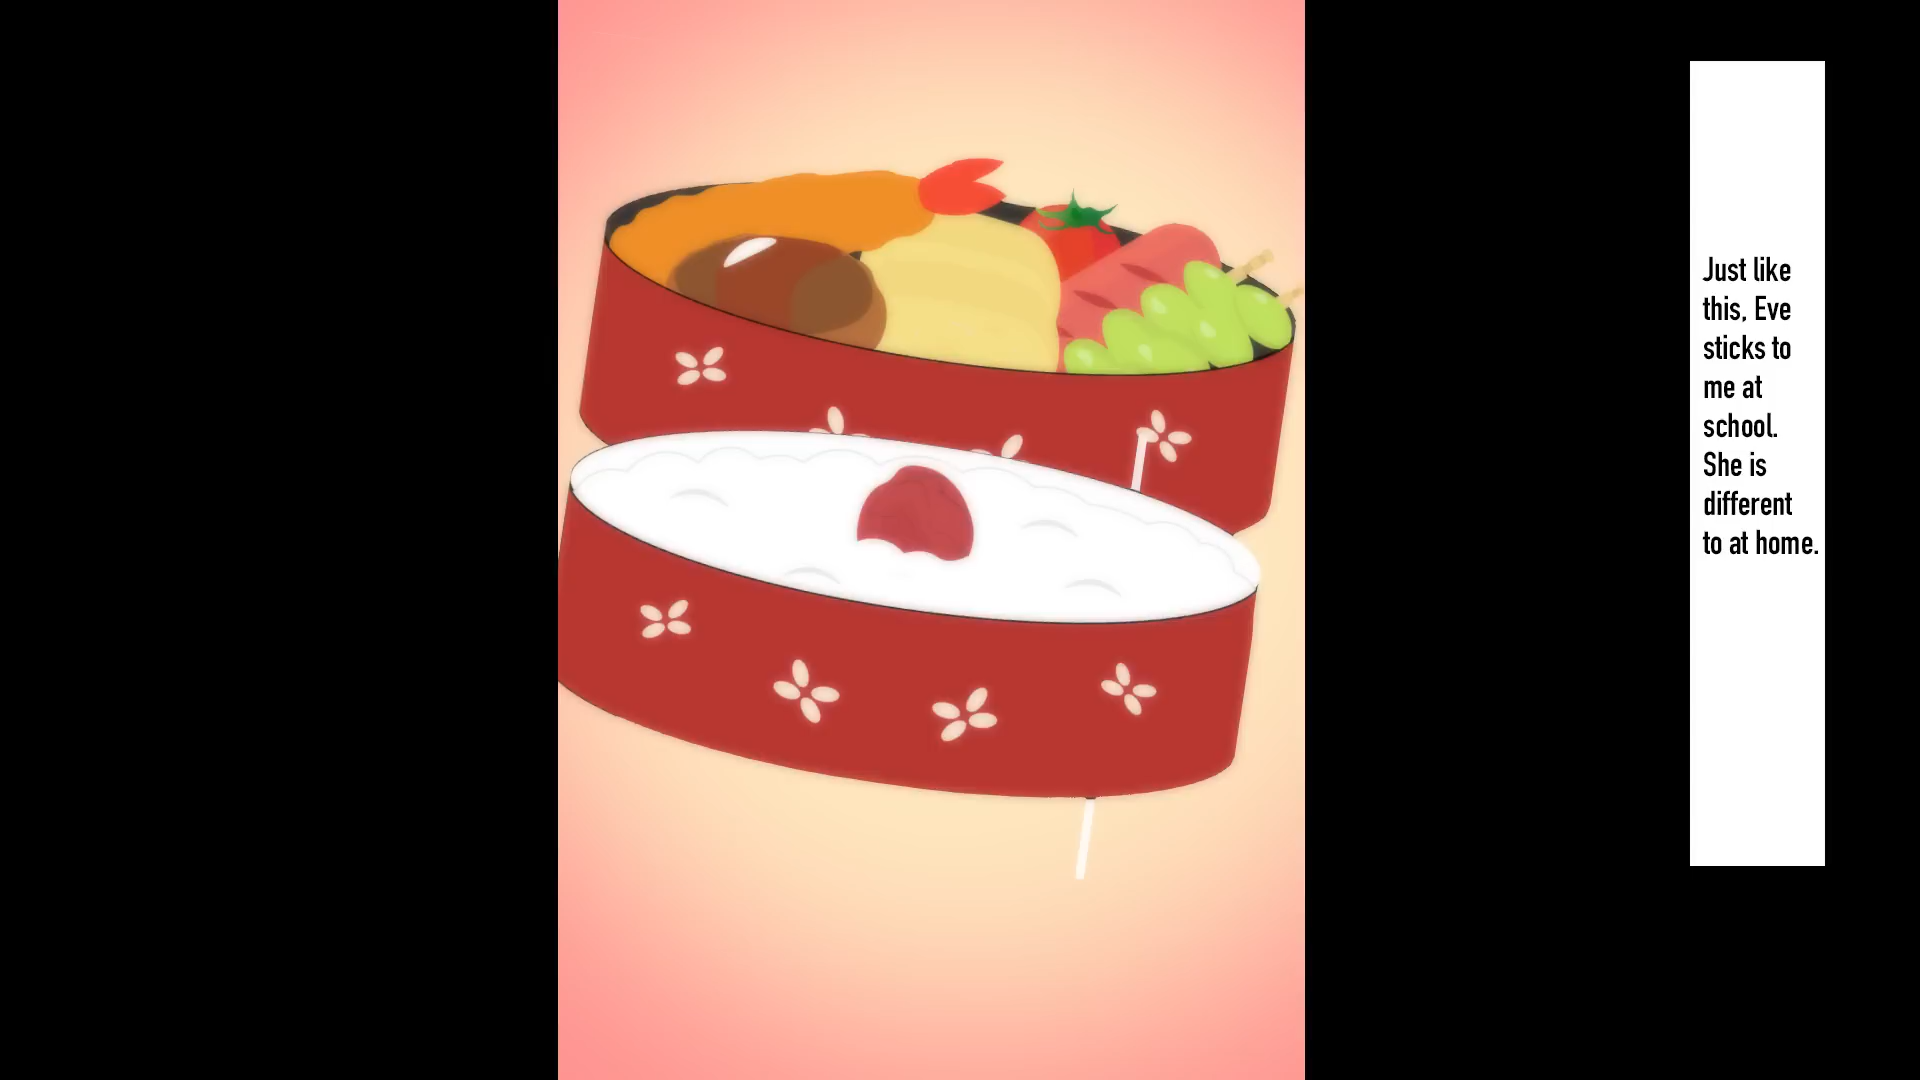 Just like
this, Eve
sticks to
me at
school.
She is
different
to at home.